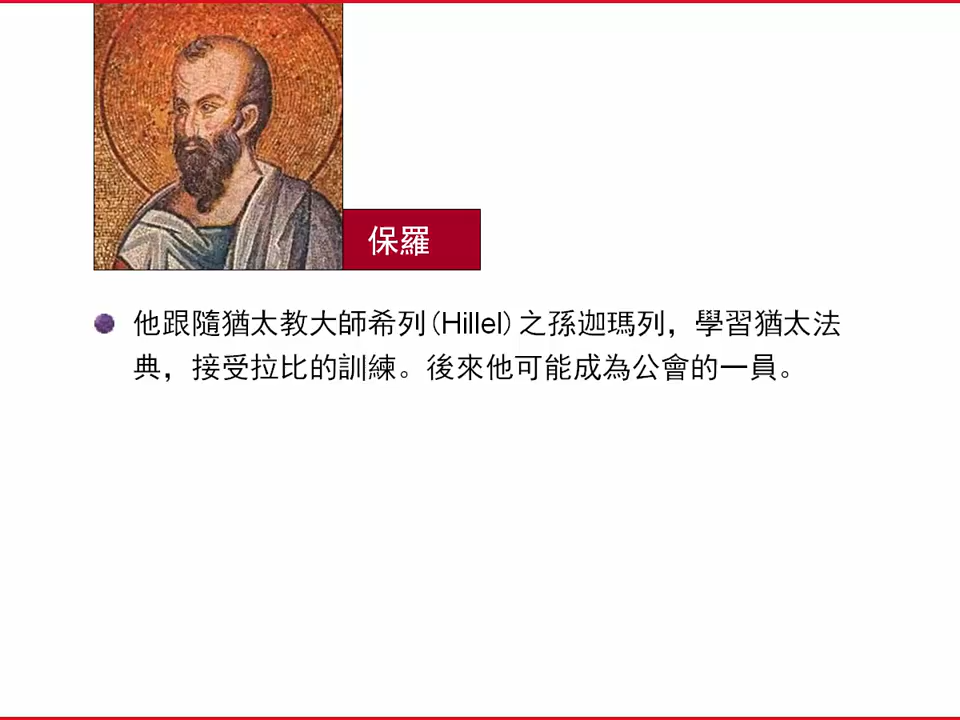 保羅
他跟隨猶太教大師希列(Hillel)之孫迦瑪列，學習猶太法
典，接受拉比的訓練。後來他可能成為公會的一員。